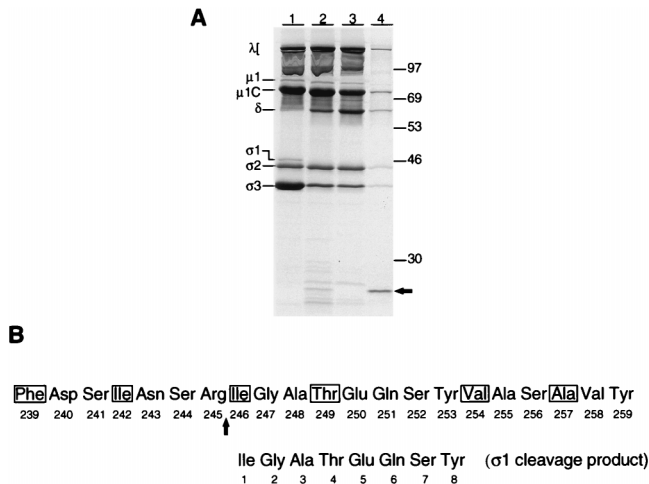 A
1 2 3 4
λ[
μ1
μ1C
δ
σ1
σ2
σ3
97
69
53
46
30
B
Phe Asp Ser Ile Asn Ser Arg Ile Gly Ala Thr Glu Gln Ser Tyr Val Ala Ser Ala Val Tyr
239 240 241 242 243 244 245 246 247 248 249 250 251 252 253 254 255 256 257 258 259
Ile Gly Ala Thr Glu Gln Ser Tyr (σ1 cleavage product)
1 2 3 4 5 6 7 8